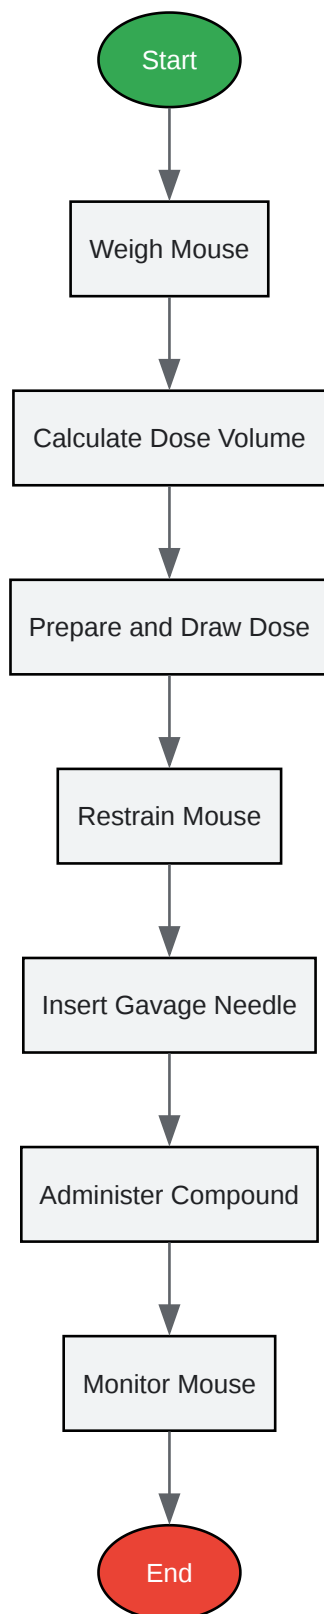 Start
Weigh Mouse
Calculate Dose Volume
Prepare and Draw Dose
Restrain Mouse
Insert Gavage Needle
Administer Compound
Monitor Mouse
End